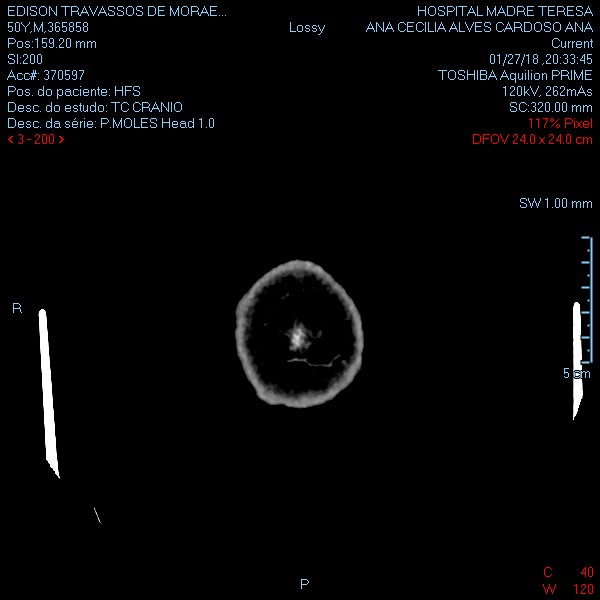 EDISON TRAVASSOS DE MORAE...
50Y,M,365858
Pos:159.20 mm
SI:200
Acc#: 370597
Pos. do paciente: HFS
Desc. do estudo: TC CRANIO
Desc. da série: P.MOLES Head 1.0
< 3 - 200 >
Lossy
HOSPITAL MADRE TERESA
ANA CECILIA ALVES CARDOSO ANA
Current
01/27/18 ,20:33:45
TOSHIBA Aquilion PRIME
120kV, 262mAs
SC:320.00 mm
117% Pixel
DFOV 24.0 x 24.0 cm
SW 1.00 mm
R
5 cm
P
C 40
W 120